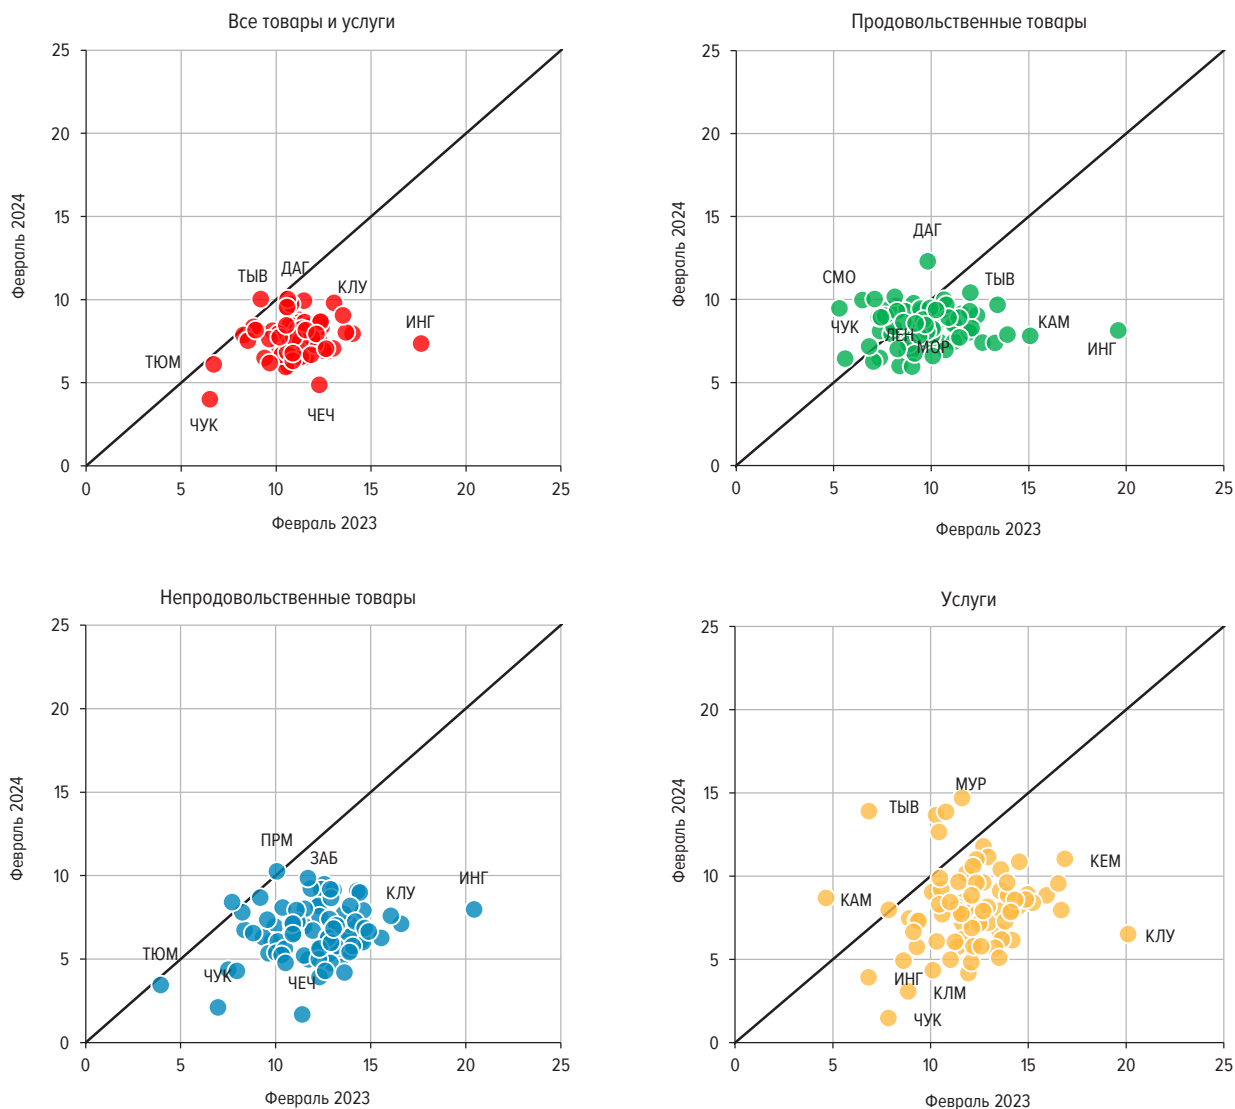 Все товары и услуги
25
20
15
10
5
0
Февраль 2024
ТЫВ
ДАГ
КЛУ
ИНГ
ТЮМ
ЧУК
ЧЕЧ
0 5 10 15 20 25
Февраль 2023
Продовольственные товары
25
20
15
10
5
0
Февраль 2024
ДАГ
СМО
ТЫВ
ЧУК
ЛЕН
МОР
КАМ
ИНГ
0 5 10 15 20 25
Февраль 2023
Непродовольственные товары
25
20
15
10
5
0
Февраль 2024
ПРМ
ЗАБ
ИНГ
КЛУ
ТЮМ
ЧУК
ЧЕЧ
0 5 10 15 20 25
Февраль 2023
Услуги
25
20
15
10
5
0
Февраль 2024
МУР
ТЫВ
КЕМ
КАМ
КЛУ
ИНГ
КЛМ
ЧУК
0 5 10 15 20 25
Февраль 2023